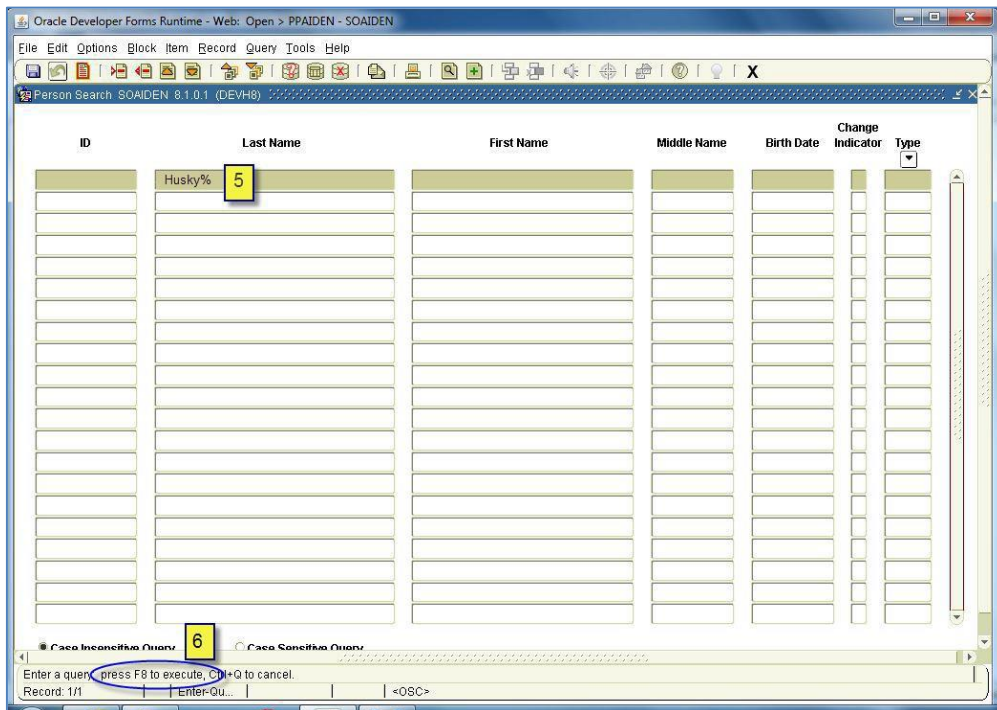 Oracle Developer Forms Runtime - Web: Open > PPAIDEN - SOAIDEN
File Edit Options Block Item Record Query Tools Help
X
Person Search SOAIDEN 8.1.0.1 (DEVH8)
ID Last Name First Name Middle Name Birth Date Change Indicator Type
Husky% 5
6
Case Insensitive Query Case Sensitive Query
Enter a query, press F8 to execute, Ctrl+Q to cancel.
Record: 1/1 Enter-Qu... <OSC>